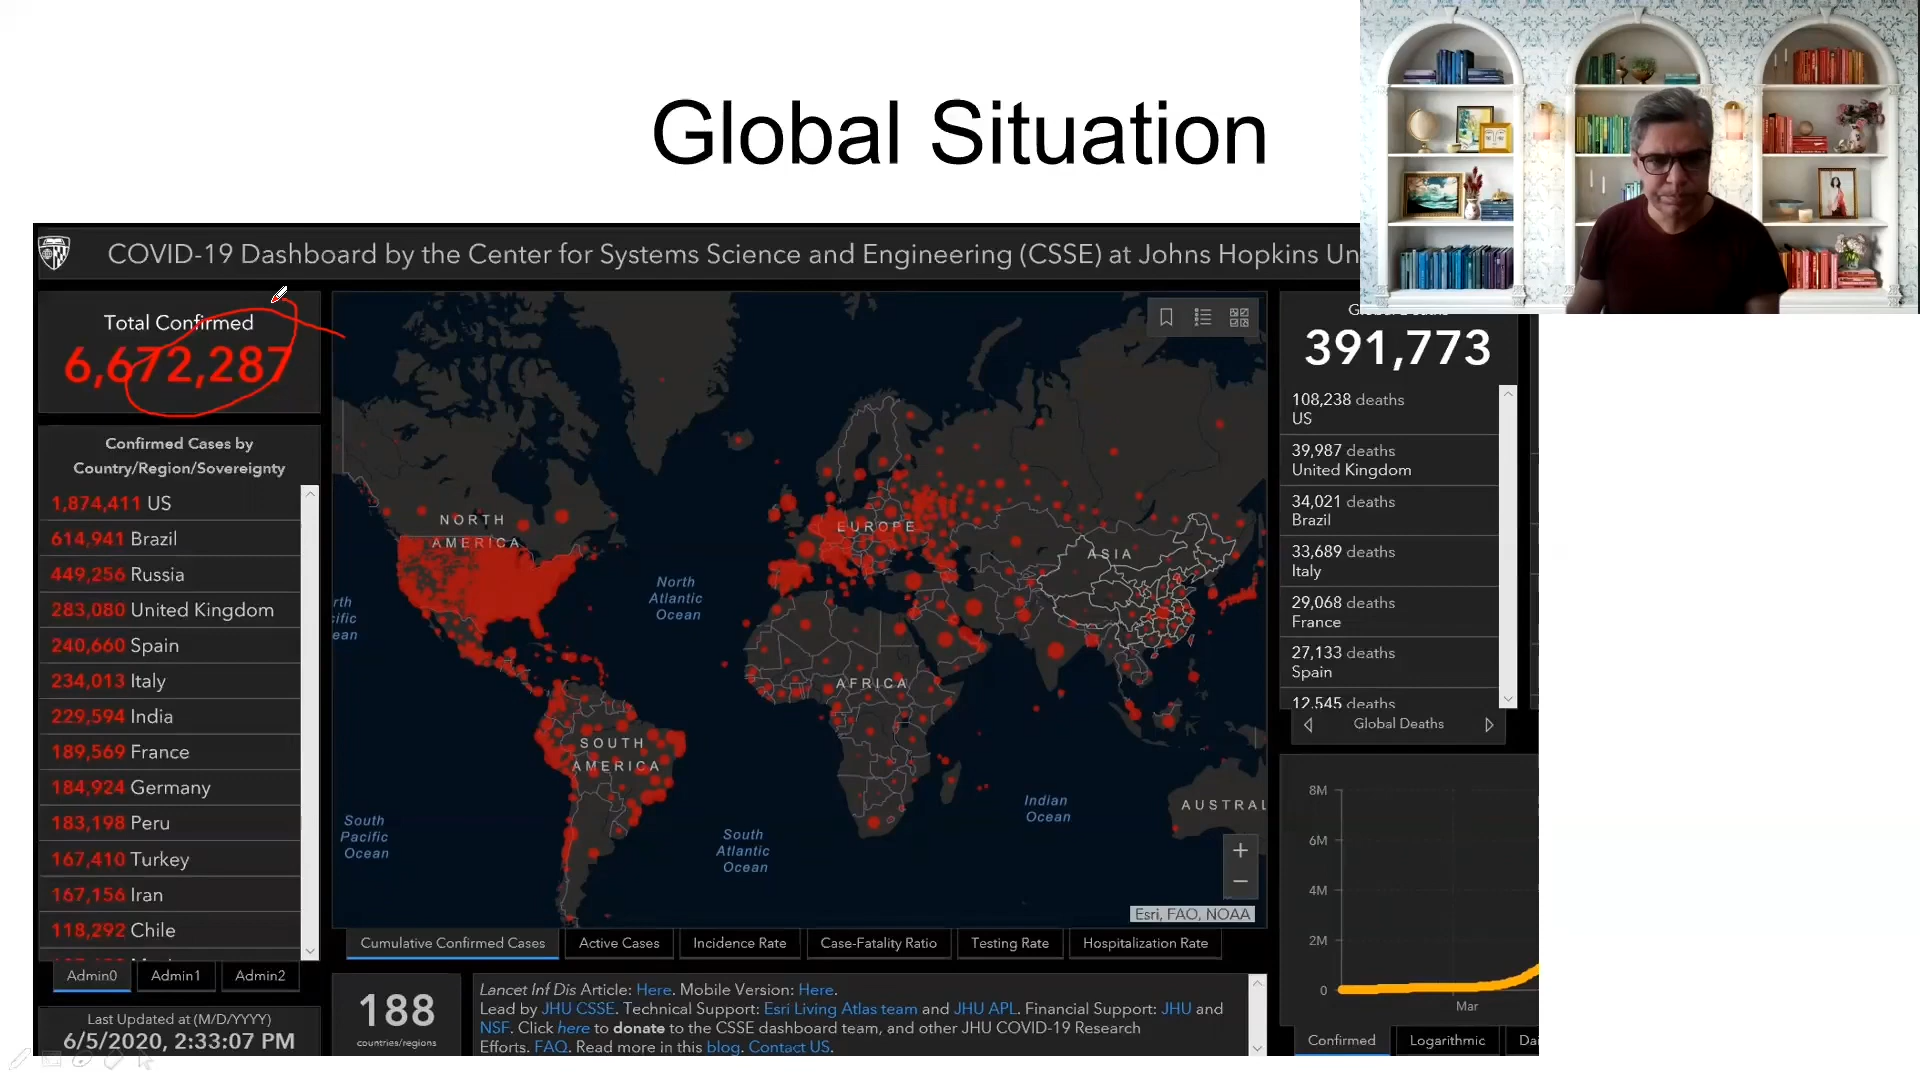 Global Situation
COVID-19 Dashboard by the Center for Systems Science and Engineering (CSSE) at Johns Hopkins Un
Total Confirmed
6,672,287
Confirmed Cases by
Country/Region/Sovereignty
1,874,411 US
614,941 Brazil
449,256 Russia
283,080 United Kingdom
240,660 Spain
234,013 Italy
229,594 India
189,569 France
184,924 Germany
183,198 Peru
167,410 Turkey
167,156 Iran
118,292 Chile
Admin0
Admin1
Admin2
Last Updated at (M/D/YYYY)
6/5/2020, 2:33:07 PM
NORTH
AMERICA
North
Atlantic
Ocean
EUROPE
ASIA
AFRICA
SOUTH
AMERICA
rth
ific
ean
South
Pacific
Ocean
South
Atlantic
Ocean
Indian
Ocean
AUSTRAL
+
−
Esri, FAO, NOAA
Cumulative Confirmed Cases
Active Cases
Incidence Rate
Case-Fatality Ratio
Testing Rate
Hospitalization Rate
188
countries/regions
Lancet Inf Dis Article: Here. Mobile Version: Here.
Lead by JHU CSSE. Technical Support: Esri Living Atlas team and JHU APL. Financial Support: JHU and
NSF. Click here to donate to the CSSE dashboard team, and other JHU COVID-19 Research
Efforts. FAQ. Read more in this blog. Contact US.
391,773
108,238 deaths
US
39,987 deaths
United Kingdom
34,021 deaths
Brazil
33,689 deaths
Italy
29,068 deaths
France
27,133 deaths
Spain
12,545 deaths
Global Deaths
8M
6M
4M
2M
0
Mar
Confirmed
Logarithmic
Dai